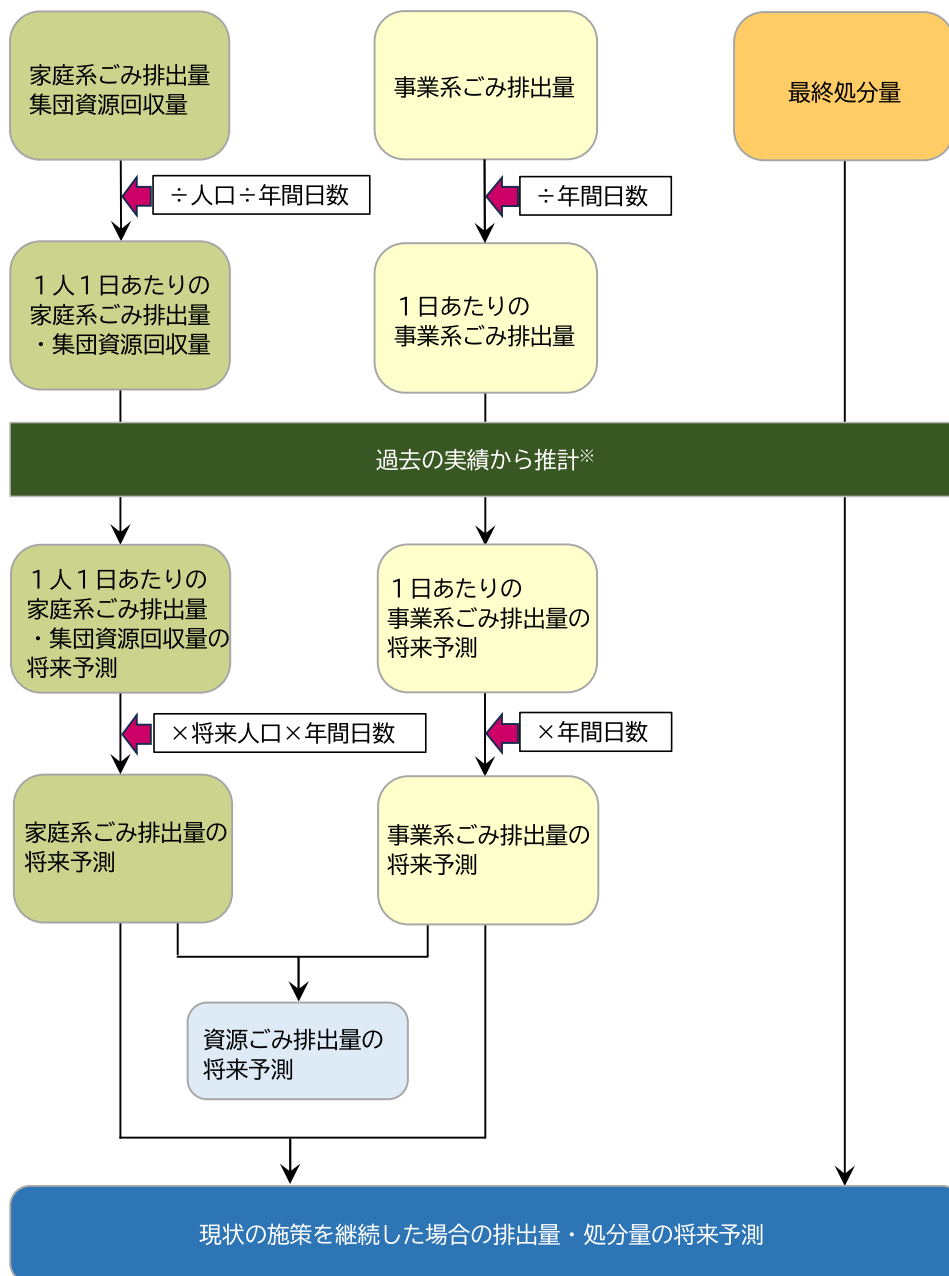 家庭系ごみ排出量
集団資源回収量
事業系ごみ排出量
最終処分量
÷人口÷年間日数
÷年間日数
１人１日あたりの
家庭系ごみ排出量
・集団資源回収量
１日あたりの
事業系ごみ排出量
過去の実績から推計※
１人１日あたりの
家庭系ごみ排出量
・集団資源回収量の
将来予測
１日あたりの
事業系ごみ排出量の
将来予測
×将来人口×年間日数
×年間日数
家庭系ごみ排出量の
将来予測
事業系ごみ排出量の
将来予測
資源ごみ排出量の
将来予測
現状の施策を継続した場合の排出量・処分量の将来予測